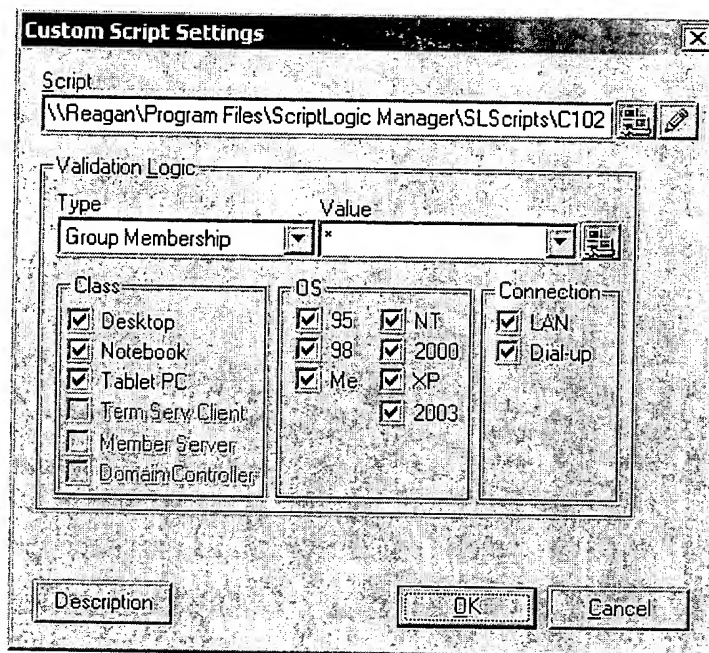 Custom Script Settings
Script
\\Reagan\Program Files\ScriptLogic Manager\SLScripts\C102
Validation Logic
Type
Value
Group Membership
*
Class
Desktop
Notebook
Tablet PC
Term Serv Client
Member Server
Domain Controller
OS
95
NT
98
2000
Me
XP
2003
Connection
LAN
Dial-up
Description
OK
Cancel